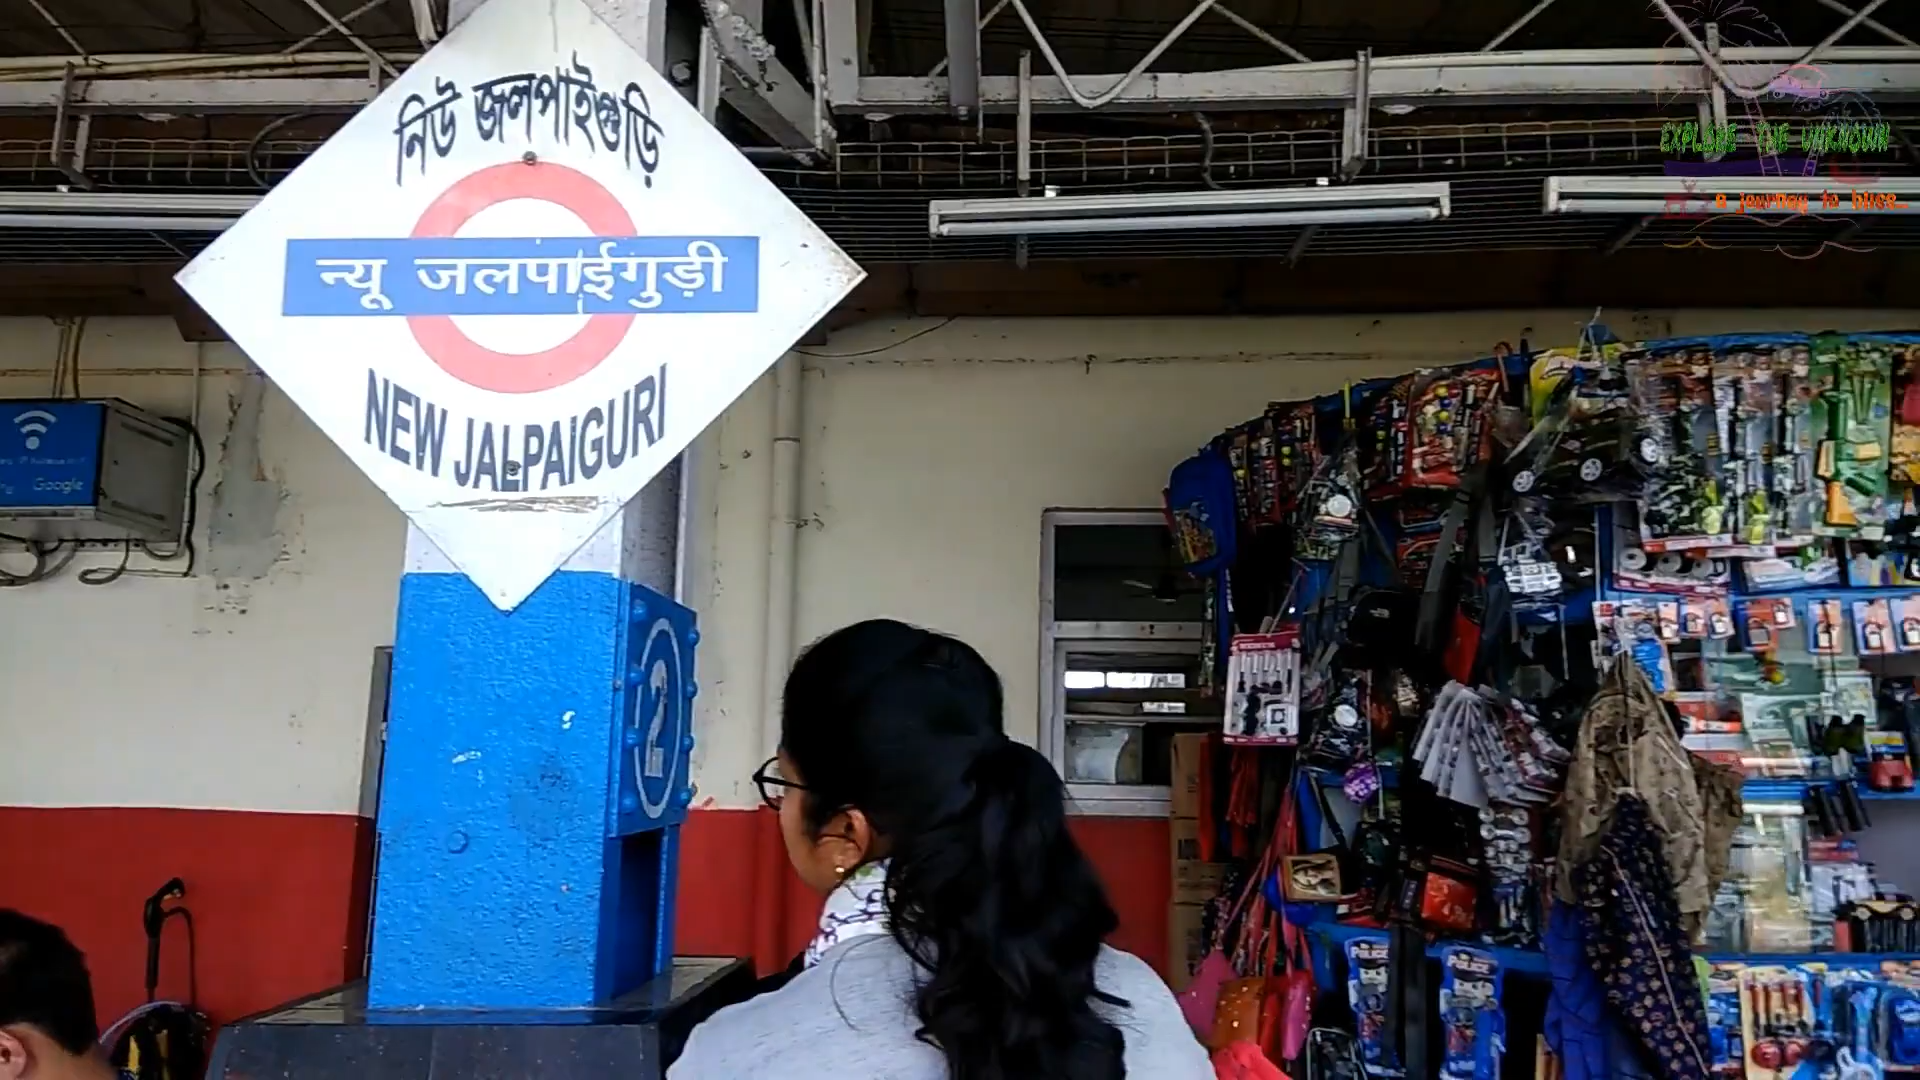 নিউ জলপাইগুড়ি
न्यू जलपाईगुड़ी
NEW JALPAIGURI
Google
2
EXPLORE THE UNKNOWN
a journey to bliss...
POLICE
POLICE